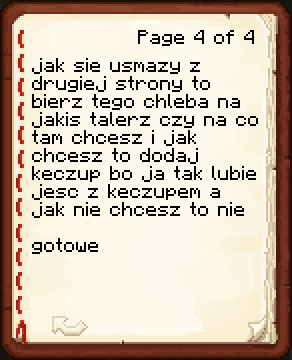 Page 4 of 4
jak sie usmazy z
drugiej strony to
bierz tego chleba na
jakis talerz czy na co
tam chcesz i jak
chcesz to dodaj
keczup bo ja tak lubie
jesc z keczupem a
jak nie chcesz to nie

gotowe